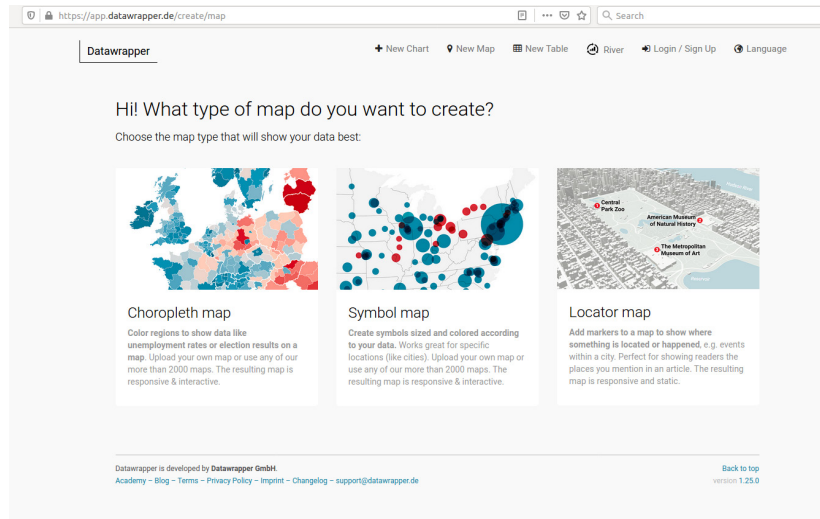 https://app.datawrapper.de/create/map
Search
Datawrapper
New Chart
New Map
New Table
River
Login / Sign Up
Language
Hi! What type of map do you want to create?
Choose the map type that will show your data best:
Central
Park Zoo
American Museum
of Natural History
The Metropolitan
Museum of Art
Choropleth map
Color regions to show data like
unemployment rates or election results on a
map. Upload your own map or use any of our
more than 2000 maps. The resulting map is
responsive & interactive.
Symbol map
Create symbols sized and colored according
to your data. Works great for specific
locations (like cities). Upload your own map or
use any of our more than 2000 maps. The
resulting map is responsive & interactive.
Locator map
Add markers to a map to show where
something is located or happened, e.g. events
within a city. Perfect for showing readers the
places you mention in an article. The resulting
map is responsive and static.
Datawrapper is developed by Datawrapper GmbH.
Academy – Blog – Terms – Privacy Policy – Imprint – Changelog – support@datawrapper.de
Back to top
version 1.25.0